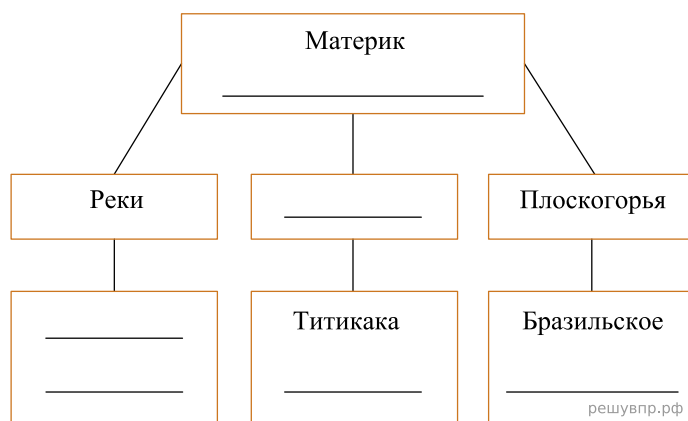 Материк
Реки
Плоскогорья
Титикака
Бразильское
решувпр.рф